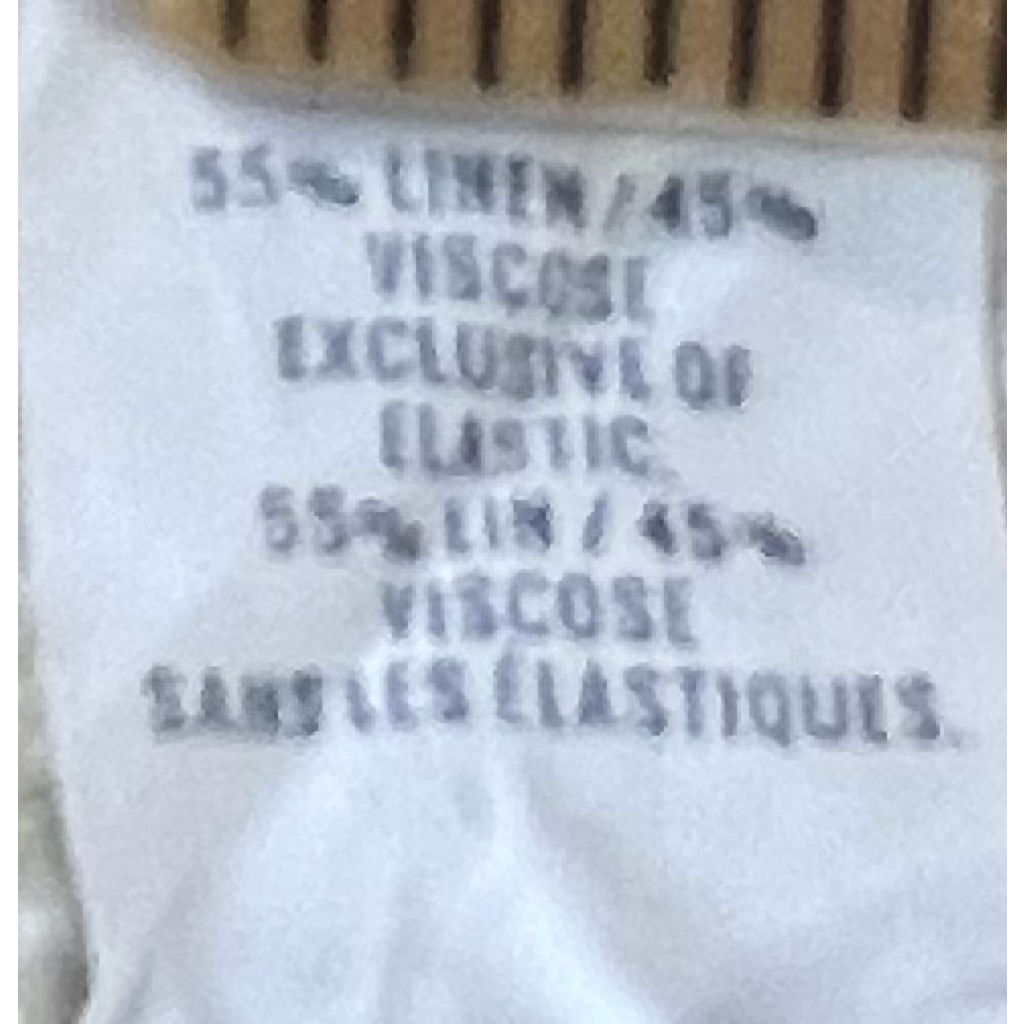 55% LINEN / 45%
VISCOSE
EXCLUSIVE OF
ELASTIC
55% LIN / 45%
VISCOSE
SANS LES ÉLASTIQUES.